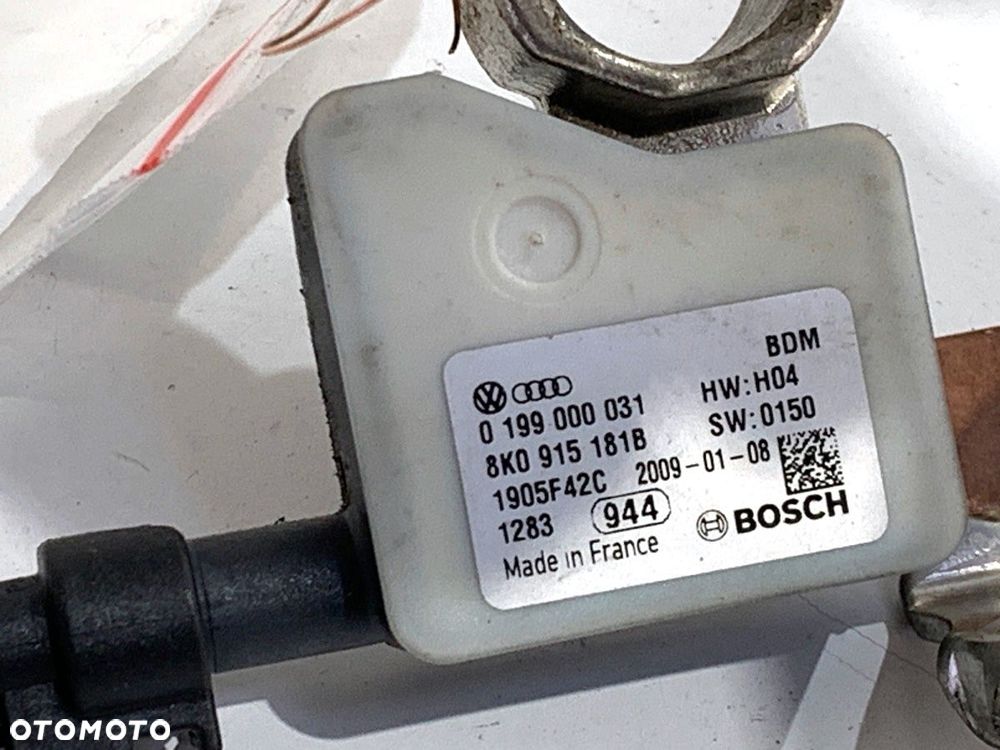 BDM
0 199 000 031 HW:H04
8K0 915 181B SW:0150
1905F42C 2009-01-08
1283 944 BOSCH
Made in France
OTOMOTO